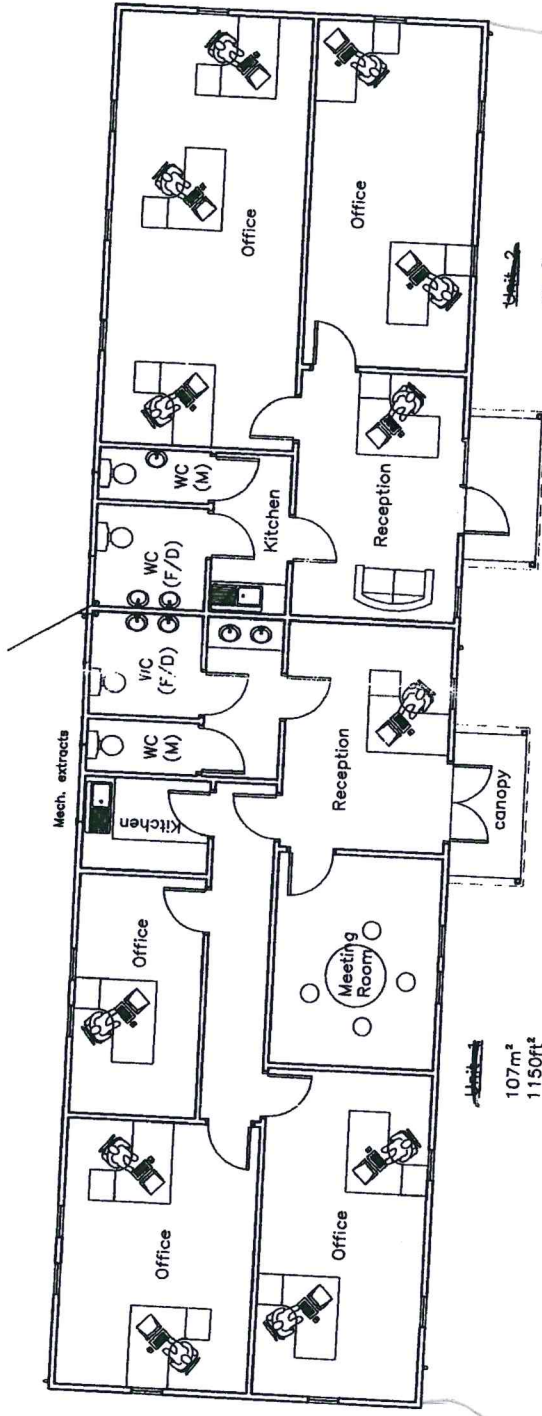 Mech. extracts
Office
Office
Office
Kitchen
WC
(M)
WC
(F/D)
WC
(F/D)
WC
(M)
Kitchen
Office
Office
Meeting
Room
Reception
Reception
canopy
Unit 1
107m²
1150ft²
Unit 2